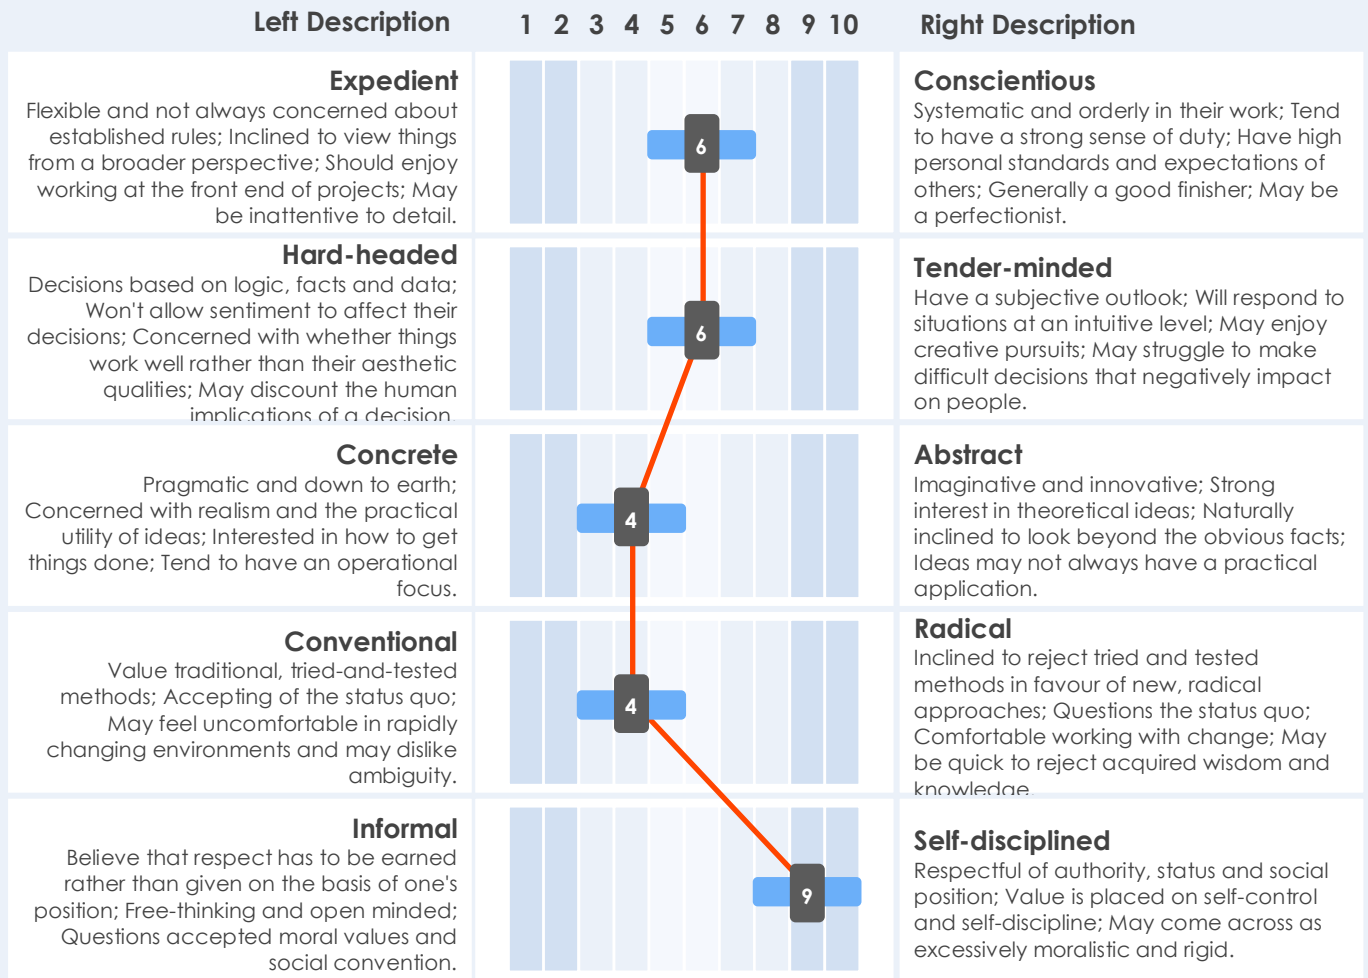 Left Description 1 2 3 4 5 6 7 8 9 10 Right Description
Expedient
Flexible and not always concerned about
established rules; Inclined to view things
from a broader perspective; Should enjoy
working at the front end of projects; May
be inattentive to detail.
6
Conscientious
Systematic and orderly in their work; Tend
to have a strong sense of duty; Have high
personal standards and expectations of
others; Generally a good finisher; May be
a perfectionist.
Hard-headed
Decisions based on logic, facts and data;
Won't allow sentiment to affect their
decisions; Concerned with whether things
work well rather than their aesthetic
qualities; May discount the human
implications of a decision.
6
Tender-minded
Have a subjective outlook; Will respond to
situations at an intuitive level; May enjoy
creative pursuits; May struggle to make
difficult decisions that negatively impact
on people.
Concrete
Pragmatic and down to earth;
Concerned with realism and the practical
utility of ideas; Interested in how to get
things done; Tend to have an operational
focus.
4
Abstract
Imaginative and innovative; Strong
interest in theoretical ideas; Naturally
inclined to look beyond the obvious facts;
Ideas may not always have a practical
application.
Conventional
Value traditional, tried-and-tested
methods; Accepting of the status quo;
May feel uncomfortable in rapidly
changing environments and may dislike
ambiguity.
4
Radical
Inclined to reject tried and tested
methods in favour of new, radical
approaches; Questions the status quo;
Comfortable working with change; May
be quick to reject acquired wisdom and
knowledge.
Informal
Believe that respect has to be earned
rather than given on the basis of one's
position; Free-thinking and open minded;
Questions accepted moral values and
social convention.
9
Self-disciplined
Respectful of authority, status and social
position; Value is placed on self-control
and self-discipline; May come across as
excessively moralistic and rigid.